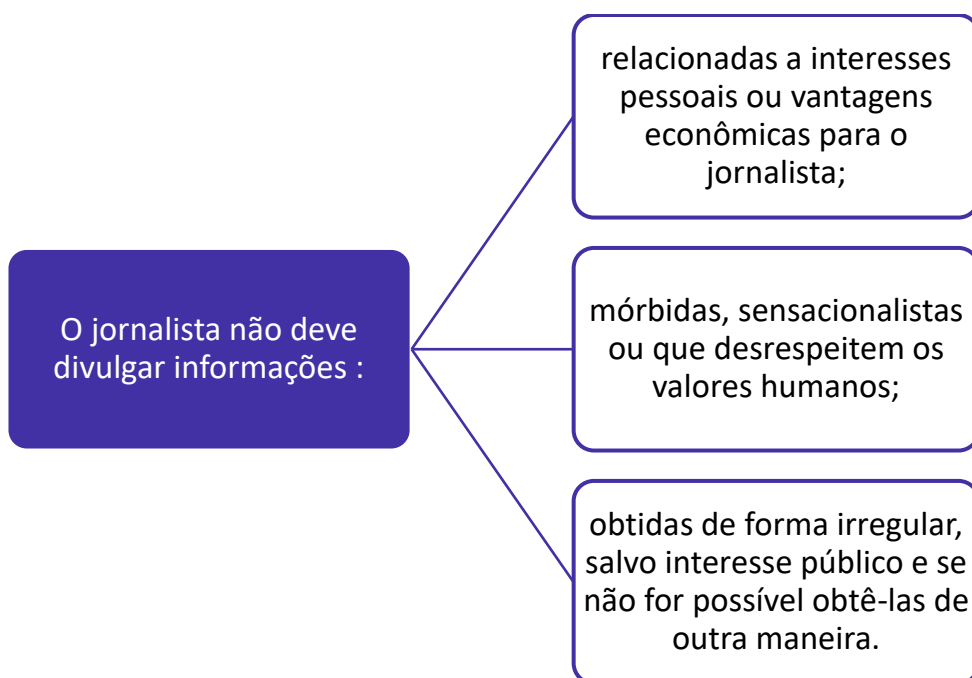 O jornalista não deve
divulgar informações :
relacionadas a interesses
pessoais ou vantagens
econômicas para o
jornalista;
mórbidas, sensacionalistas
ou que desrespeitem os
valores humanos;
obtidas de forma irregular,
salvo interesse público e se
não for possível obtê-las de
outra maneira.